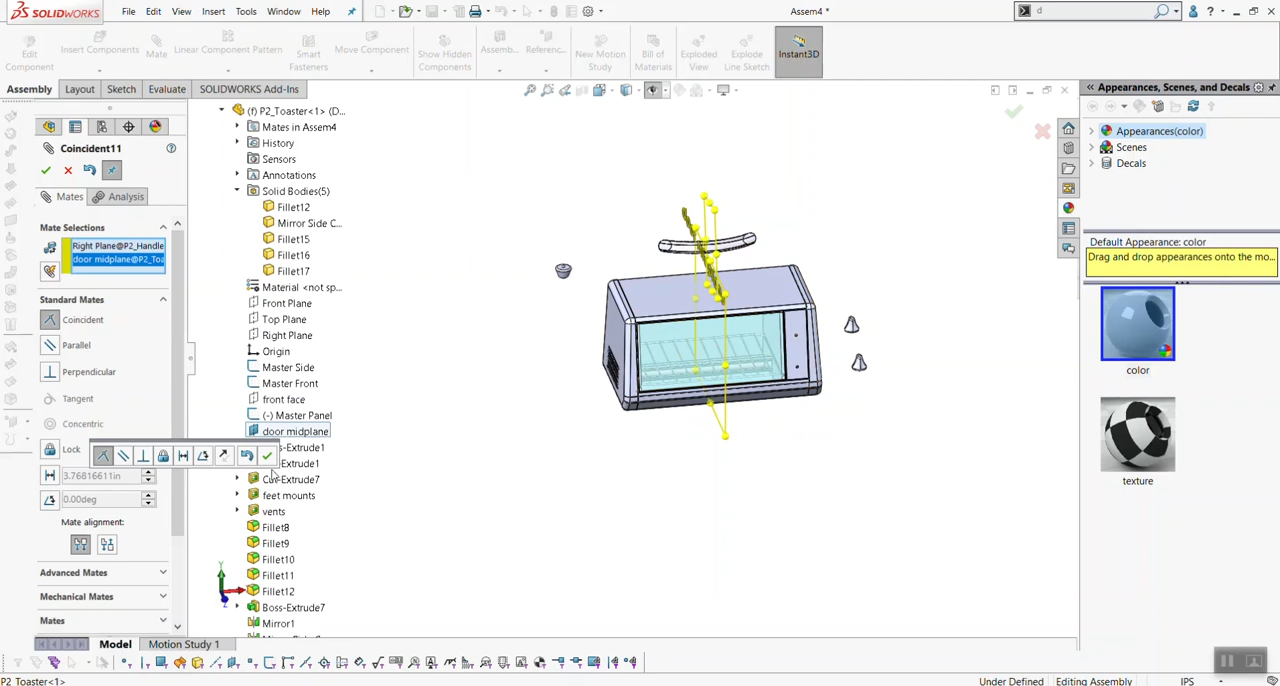 SOLIDWORKS File Edit View Insert Tools Window Help Assem4 * d ?
Edit Component Insert Components Mate Linear Component Pattern Smart Fasteners Move Component Show Hidden Components Assemb... Referenc... New Motion Study Bill of Materials Exploded View Explode Line Sketch Instant3D
Assembly Layout Sketch Evaluate SOLIDWORKS Add-Ins
Appearances, Scenes, and Decals
(f) P2_Toaster<1> (D...
Mates in Assem4
History
Sensors
Annotations
Solid Bodies(5)
Fillet12
Mirror Side C...
Fillet15
Fillet16
Fillet17
Material <not sp...
Front Plane
Top Plane
Right Plane
Origin
Master Side
Master Front
front face
(-) Master Panel
door midplane
s-Extrude1
Extrude1
Cut-Extrude7
feet mounts
vents
Fillet8
Fillet9
Fillet10
Fillet11
Fillet12
Boss-Extrude7
Mirror1
Coincident11
Mates Analysis
Mate Selections
Right Plane@P2_Handle
door midplane@P2_Toa
Standard Mates
Coincident
Parallel
Perpendicular
Tangent
Concentric
Lock
3.76816611in
0.00deg
Mate alignment:
Advanced Mates
Mechanical Mates
Mates
Appearances(color)
Scenes
Decals
Default Appearance: color
Drag and drop appearances onto the mo...
color
texture
Y
Z
Model Motion Study 1
P2 Toaster<1> Under Defined Editing Assembly IPS